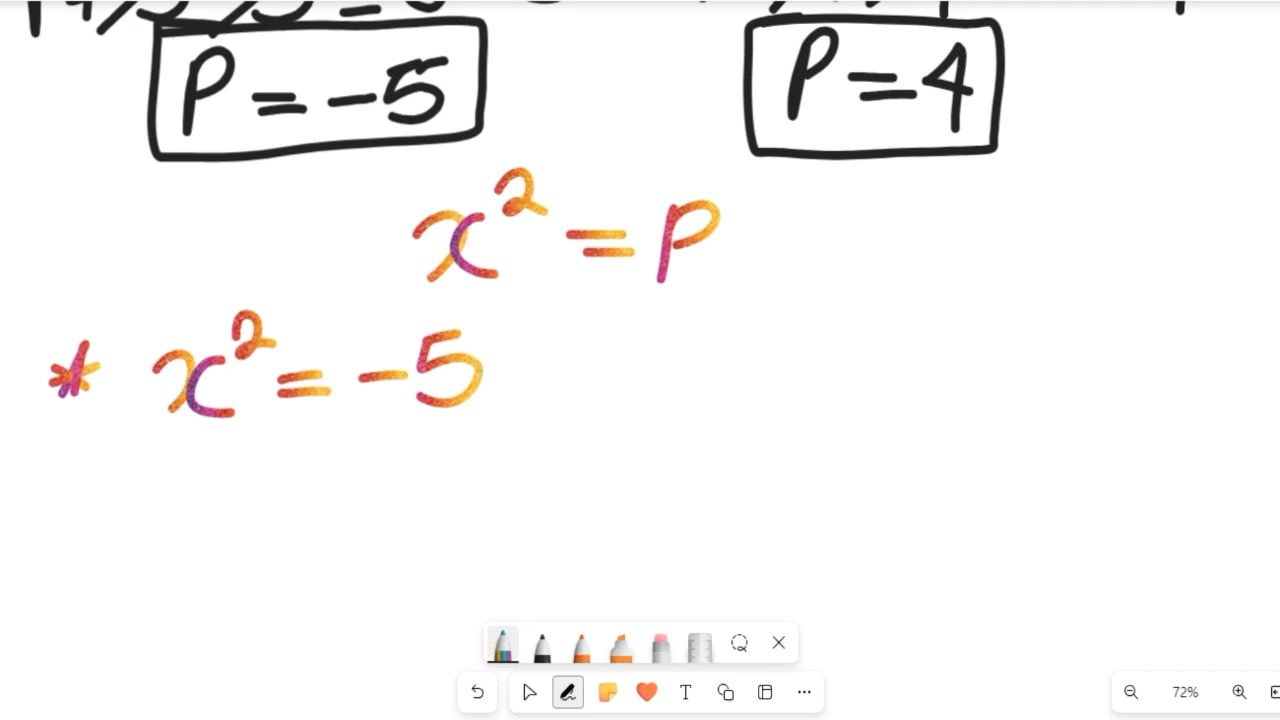 P = -5 P = 4
x² = P
* x² = -5
T
72%